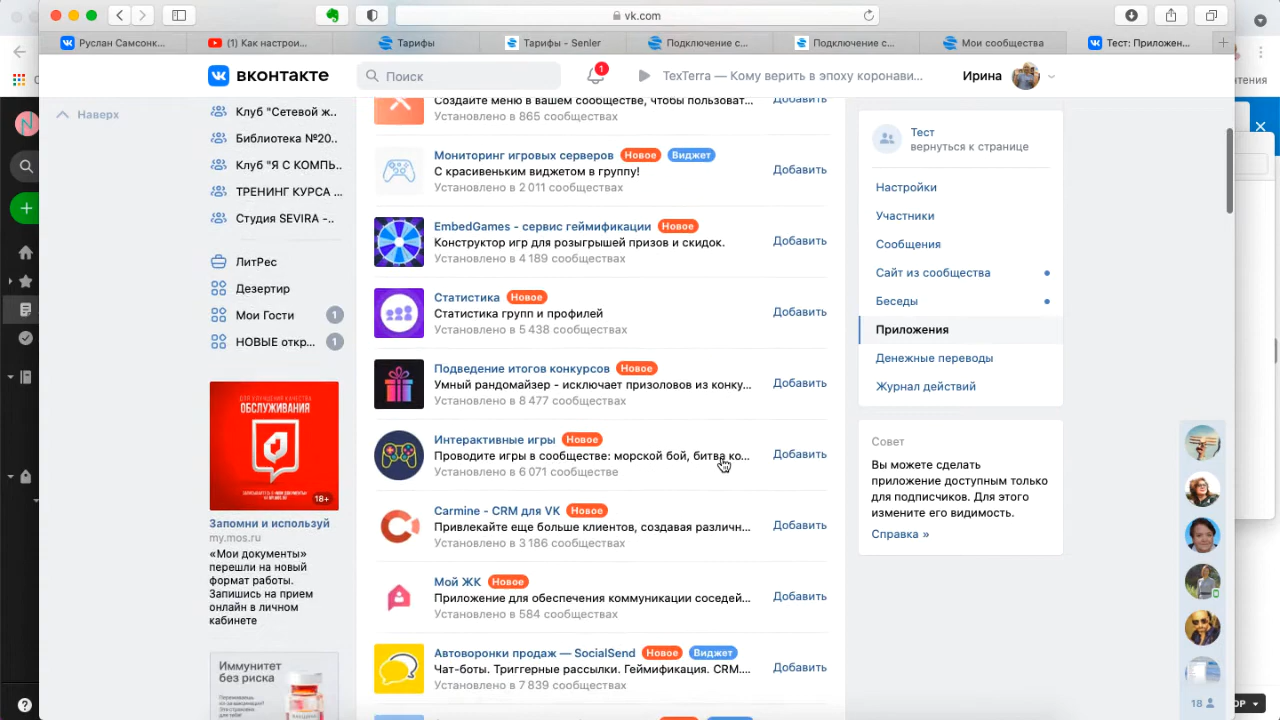 vk.com
Руслан Самсонк...
(1) Как настрои...
Тарифы
Тарифы - Senler
Подключение с...
Подключение с...
Мои сообщества
Тест: Приложен...
вконтакте
Поиск
1
TexTerra — Кому верить в эпоху коронави...
Ирина
Наверх
Клуб "Сетевой ж..
Библиотека №20..
Клуб "Я С КОМПЬ..
ТРЕНИНГ КУРСА ...
Студия SEVIRA -..
ЛитРес
Дезертир
Мои Гости
1
НОВЫЕ откр...
1
ДЛЯ УЛУЧШЕНИЯ КАЧЕСТВА
ОБСЛУЖИВАНИЯ
18+
Запомни и используй
my.mos.ru
«Мои документы»
перешли на новый
формат работы.
Запишись на прием
онлайн в личном
кабинете
Иммунитет
без риска
Создайте меню в вашем сообществе, чтобы пользоват...
Установлено в 865 сообществах
Добавить
Мониторинг игровых серверов Новое Виджет
С красивеньким виджетом в группу!
Установлено в 2 011 сообществах
Добавить
EmbedGames - сервис геймификации Новое
Конструктор игр для розыгрышей призов и скидок.
Установлено в 4 189 сообществах
Добавить
Статистика Новое
Статистика групп и профилей
Установлено в 5 438 сообществах
Добавить
Подведение итогов конкурсов Новое
Умный рандомайзер - исключает призоловов из конку...
Установлено в 8 477 сообществах
Добавить
Интерактивные игры Новое
Проводите игры в сообществе: морской бой, битва ко...
Установлено в 6 071 сообществе
Добавить
Carmine - CRM для VK Новое
Привлекайте еще больше клиентов, создавая различн...
Установлено в 3 186 сообществах
Добавить
Мой ЖК Новое
Приложение для обеспечения коммуникации соседей...
Установлено в 584 сообществах
Добавить
Автоворонки продаж — SocialSend Новое Виджет
Чат-боты. Триггерные рассылки. Геймификация. CRM....
Установлено в 7 839 сообществах
Добавить
Тест
вернуться к странице
Настройки
Участники
Сообщения
Сайт из сообщества
Беседы
Приложения
Денежные переводы
Журнал действий
Совет
Вы можете сделать
приложение доступным только
для подписчиков. Для этого
измените его видимость.
Справка »
18